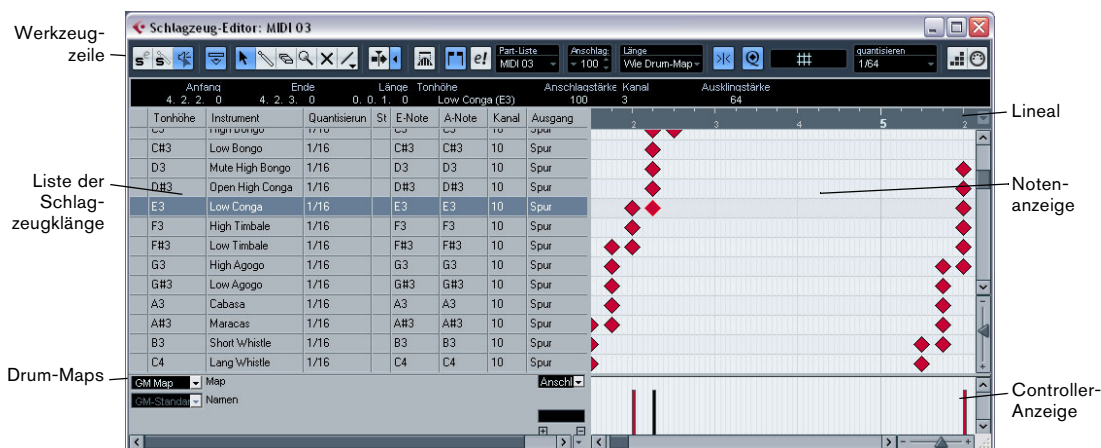 Schlagzeug-Editor: MIDI 03
Werkzeug-
zeile
Part-Liste Anschlag: Länge quantisieren
MIDI 03 100 Wie Drum-Map 1/64
Anfang Ende Länge Tonhöhe Anschlagstärke Kanal Ausklingstärke
4. 2. 2. 0 4. 2. 3. 0 0. 0. 1. 0 Low Conga (E3) 100 3 64
Tonhöhe Instrument Quantisierun St E-Note A-Note Kanal Ausgang
2 3 4 5 2
Lineal
C3 High Bongo 1/16 C3 C3 10 Spur
C#3 Low Bongo 1/16 C#3 C#3 10 Spur
D3 Mute High Bongo 1/16 D3 D3 10 Spur
D#3 Open High Conga 1/16 D#3 D#3 10 Spur
E3 Low Conga 1/16 E3 E3 10 Spur
F3 High Timbale 1/16 F3 F3 10 Spur
F#3 Low Timbale 1/16 F#3 F#3 10 Spur
G3 High Agogo 1/16 G3 G3 10 Spur
G#3 Low Agogo 1/16 G#3 G#3 10 Spur
A3 Cabasa 1/16 A3 A3 10 Spur
A#3 Maracas 1/16 A#3 A#3 10 Spur
B3 Short Whistle 1/16 B3 B3 10 Spur
C4 Lang Whistle 1/16 C4 C4 10 Spur
Liste der
Schlag-
zeugklänge
Noten-
anzeige
Drum-Maps
GM Map Map Anschl
GM-Standar Namen
Controller-
Anzeige